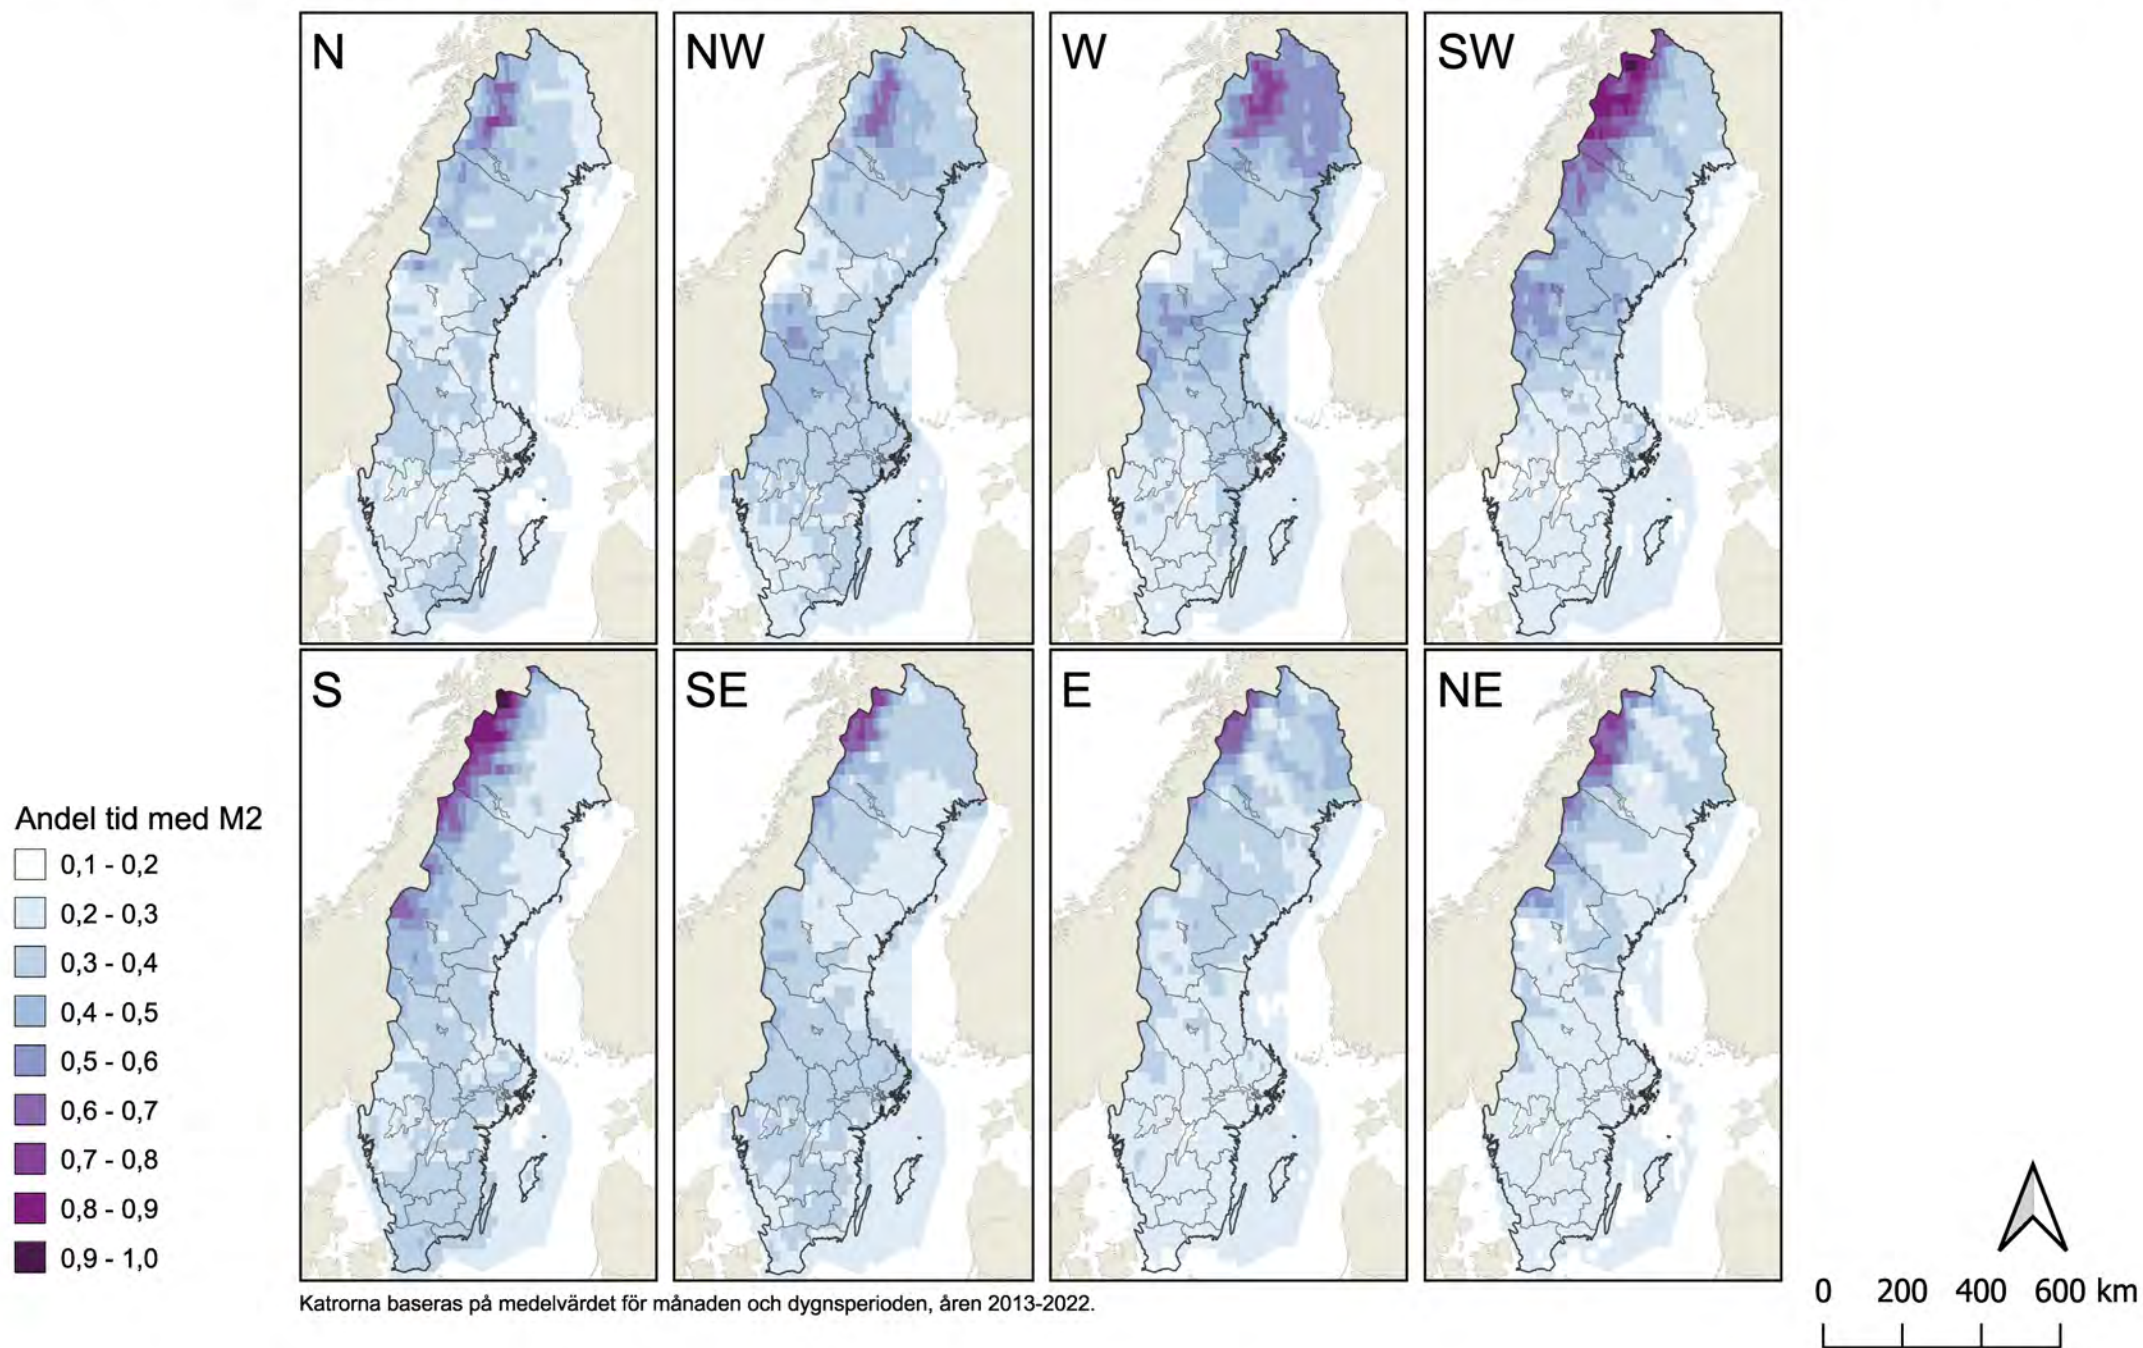 N
NW
W
SW
S
SE
E
NE
Andel tid med M2
0,1 - 0,2
0,2 - 0,3
0,3 - 0,4
0,4 - 0,5
0,5 - 0,6
0,6 - 0,7
0,7 - 0,8
0,8 - 0,9
0,9 - 1,0
Katrorna baseras på medelvärdet för månaden och dygnsperioden, åren 2013-2022.
0 200 400 600 km